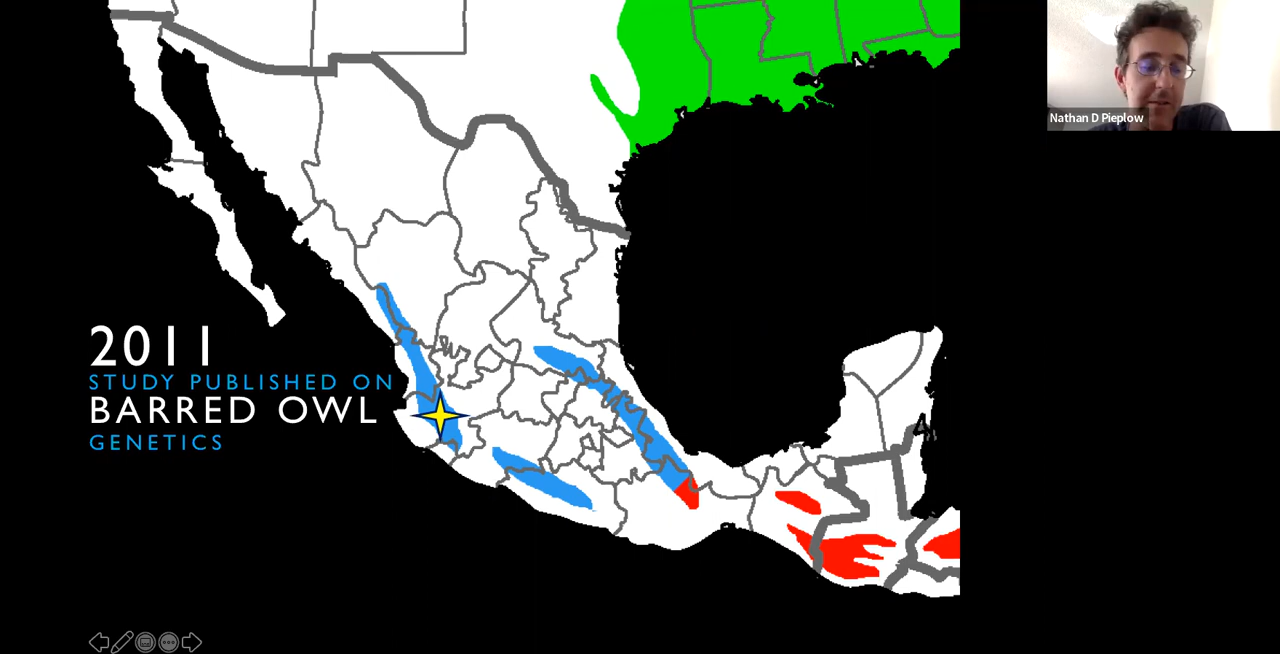 Nathan D Pieplow
2011
STUDY PUBLISHED ON
BARRED OWL
GENETICS